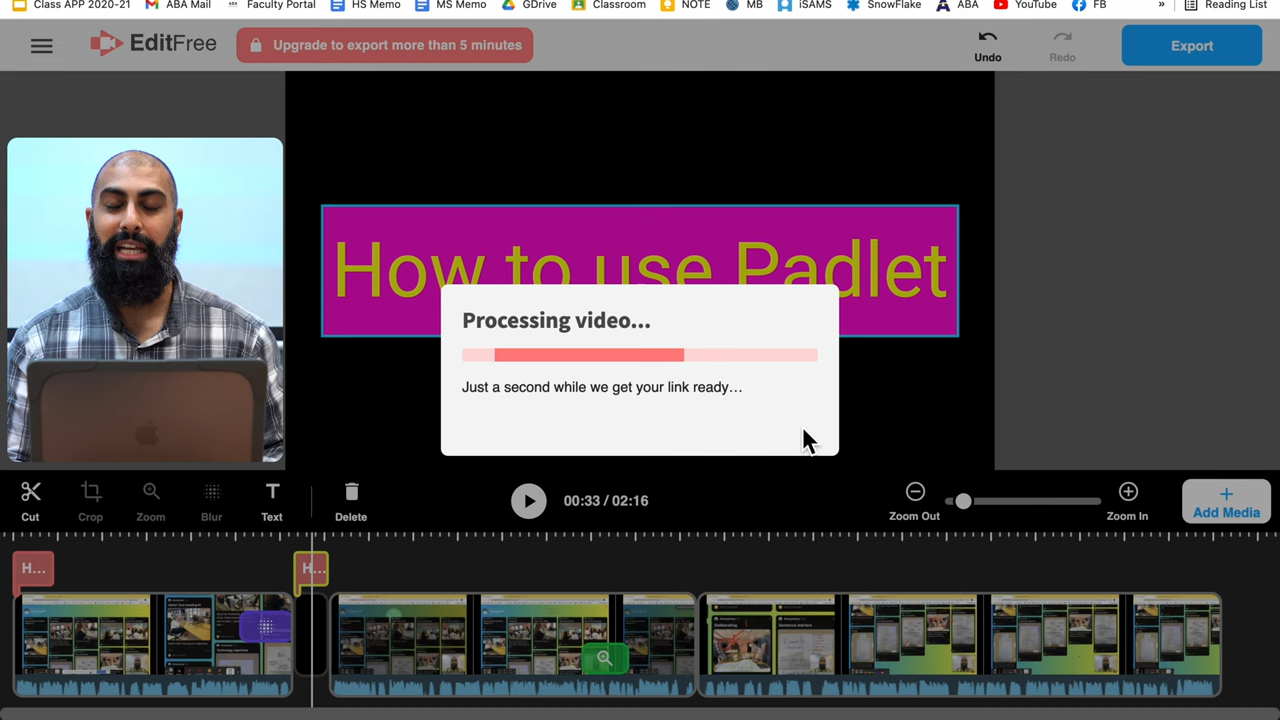 Class APP 2020-21 ABA Mail ABA Faculty Portal HS Memo MS Memo GDrive Classroom NOTE MB iSAMS SnowFlake ABA YouTube FB » Reading List
EditFree Upgrade to export more than 5 minutes Undo Redo Export
How to use Padlet
Processing video...
Just a second while we get your link ready...
Cut Crop Zoom Blur Text Delete 00:33 / 02:16 Zoom Out Zoom In + Add Media
H... H...